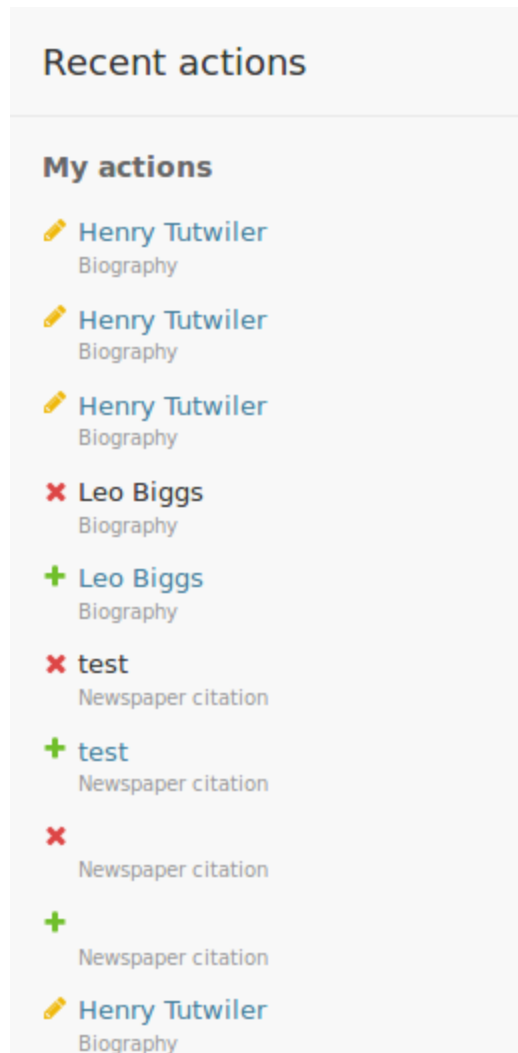 Recent actions
My actions
Henry Tutwiler
Biography
Henry Tutwiler
Biography
Henry Tutwiler
Biography
Leo Biggs
Biography
Leo Biggs
Biography
test
Newspaper citation
test
Newspaper citation
Newspaper citation
Newspaper citation
Henry Tutwiler
Biography